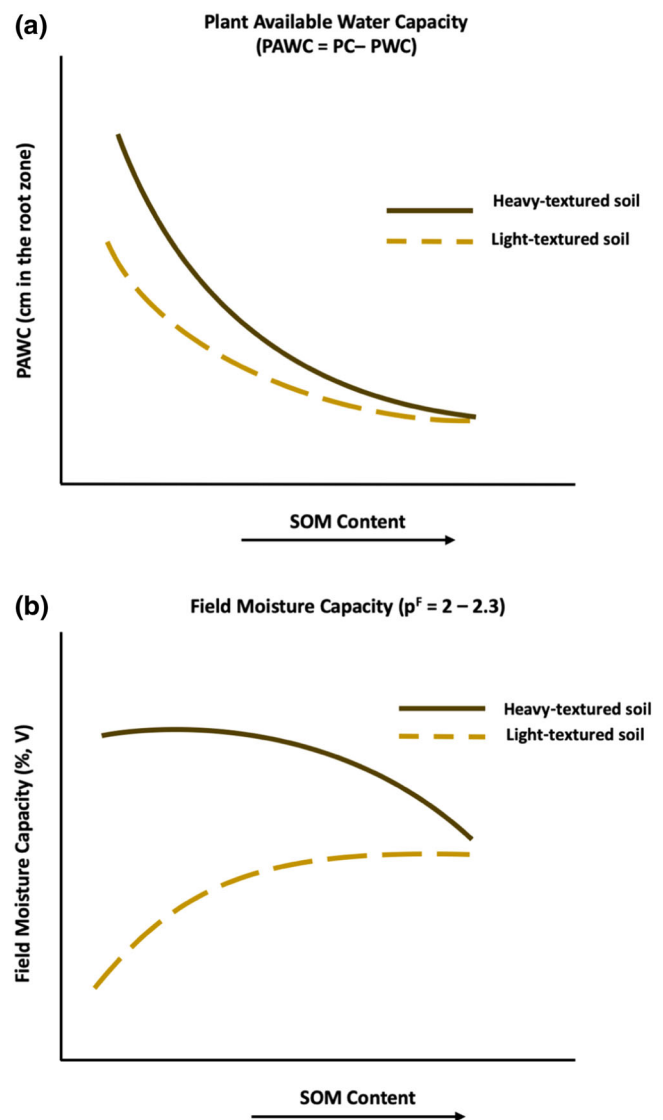 (a)
Plant Available Water Capacity
(PAWC = PC– PWC)
PAWC (cm in the root zone)
Heavy-textured soil
Light-textured soil
SOM Content
(b)
Field Moisture Capacity (pF = 2 – 2.3)
Field Moisture Capacity (%, V)
Heavy-textured soil
Light-textured soil
SOM Content